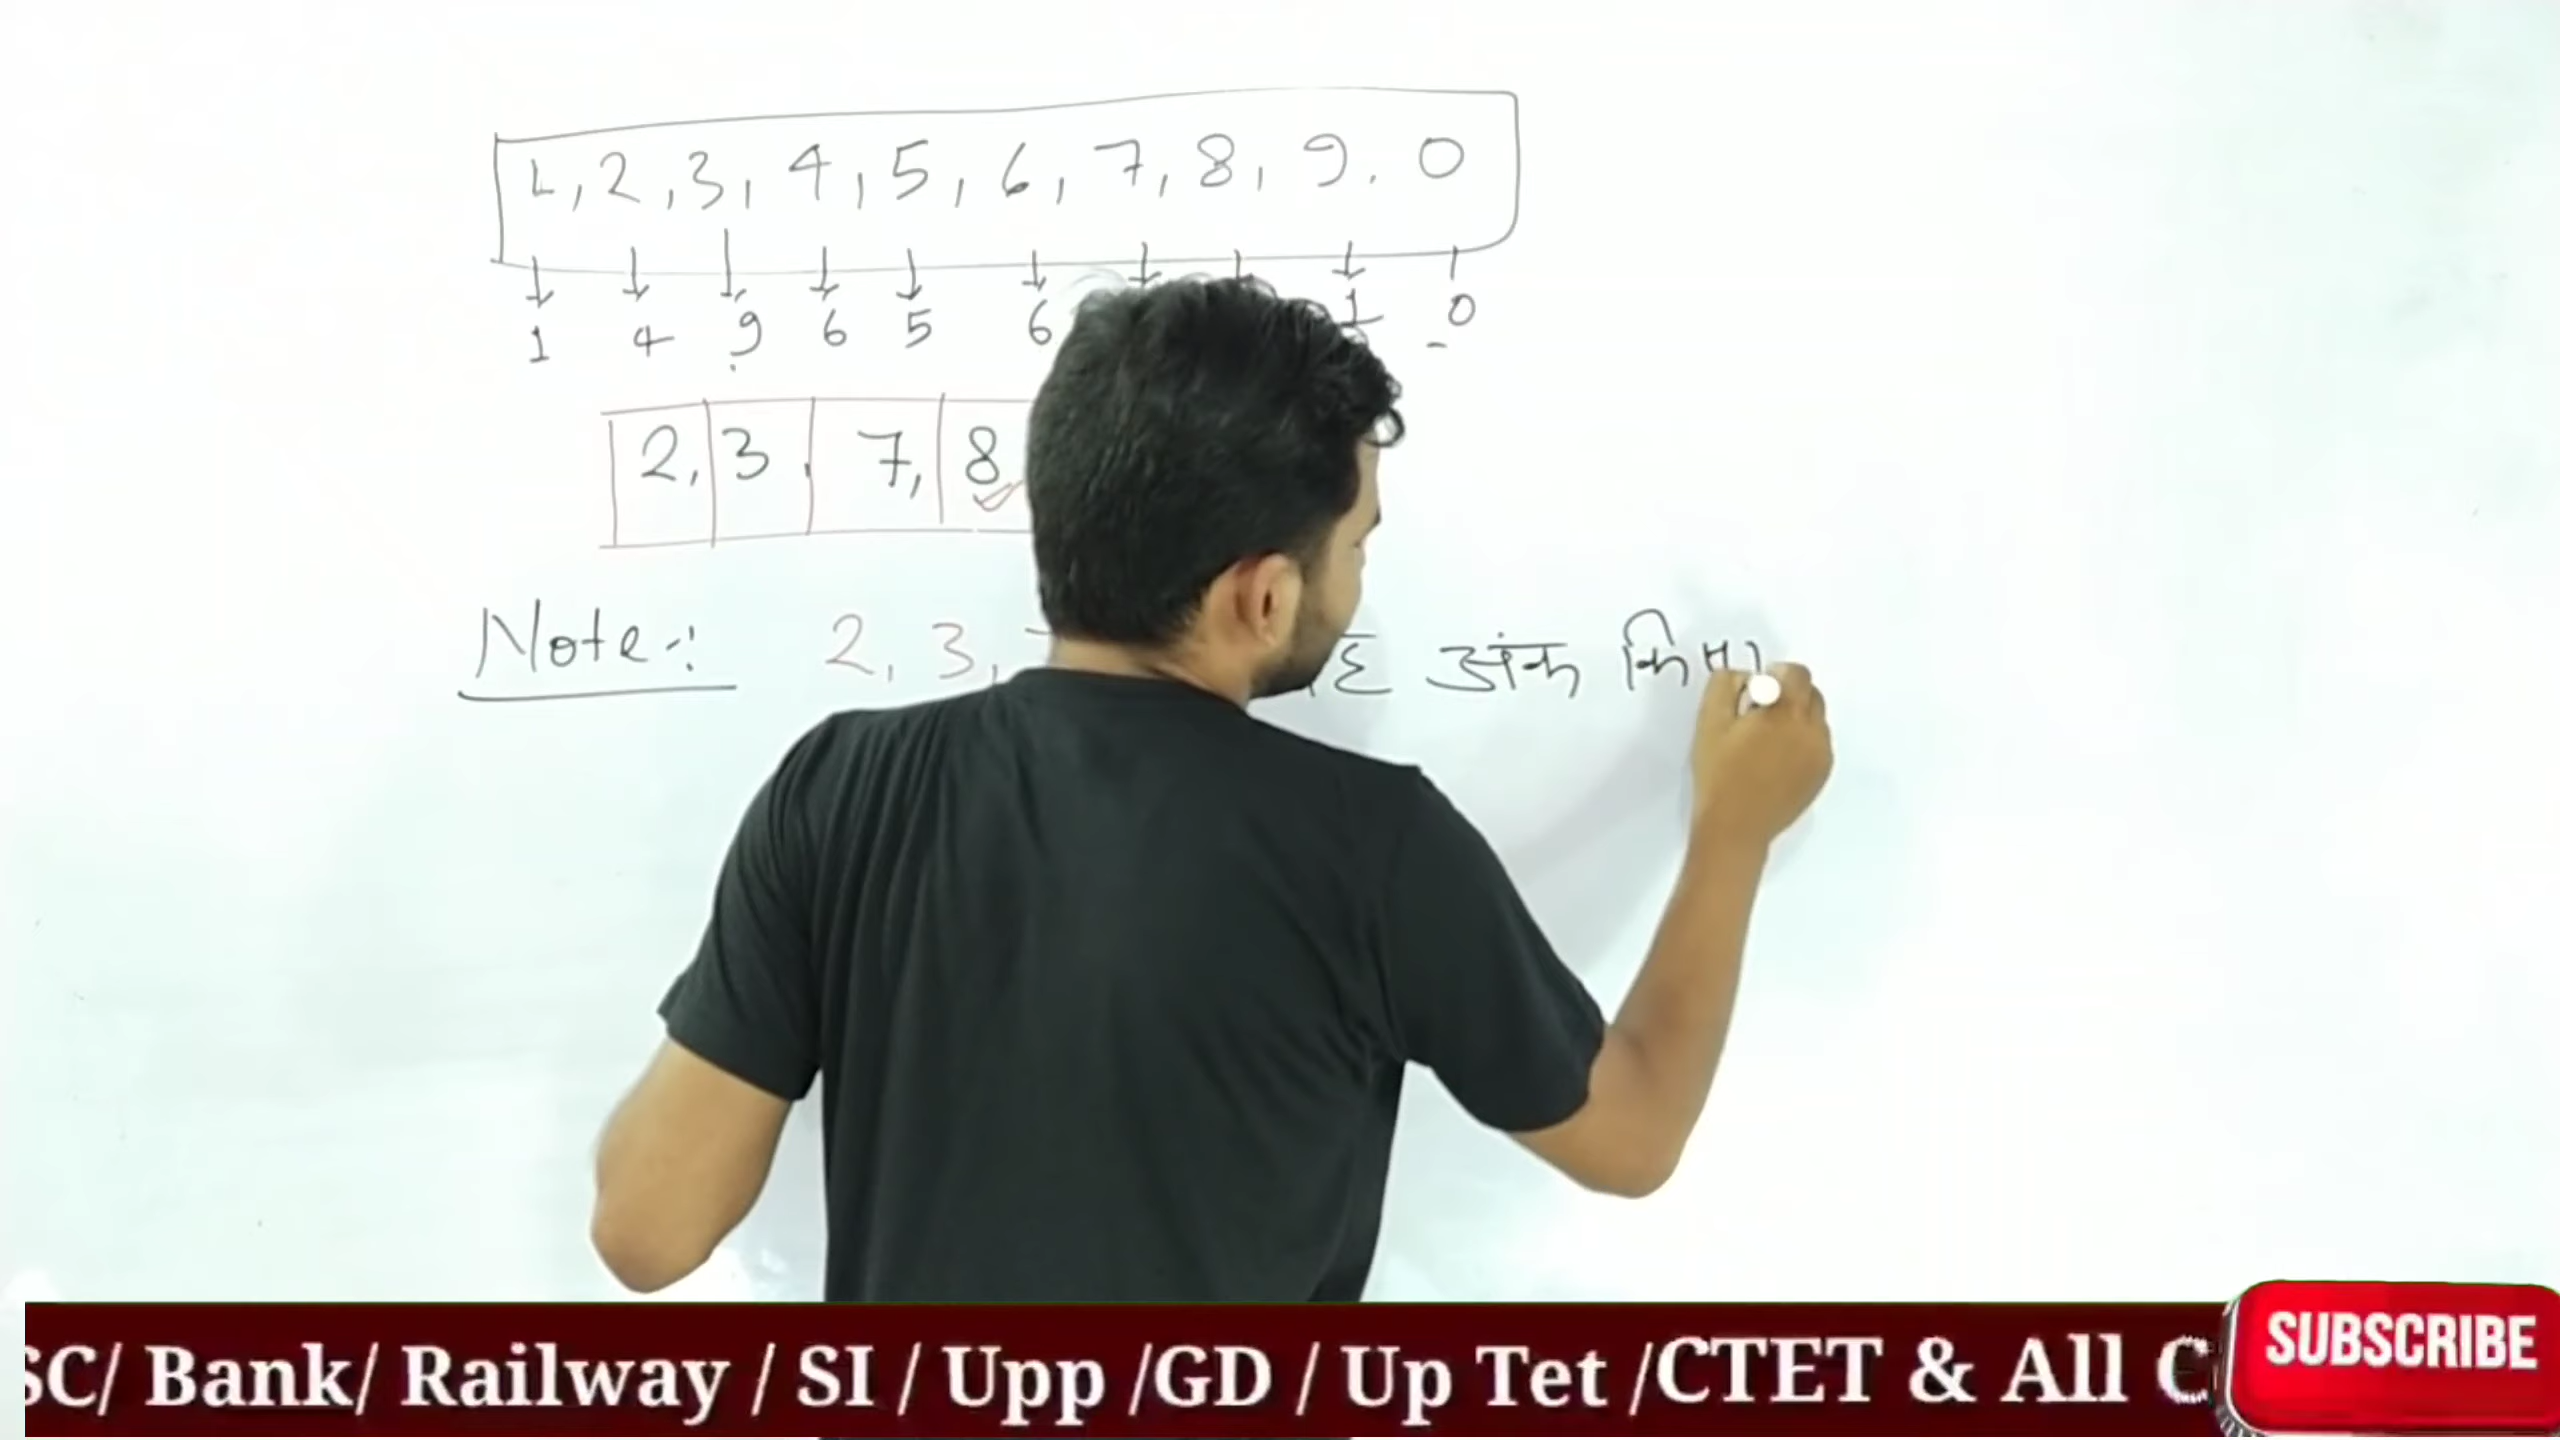 1, 2, 3, 4, 5, 6, 7, 8, 9, 0
1 4 9 6 5 6 1 0
2, 3, 7, 8
Note :- 2, 3, अंक
SC/ Bank/ Railway / SI / Upp /GD / Up Tet /CTET & All C
SUBSCRIBE